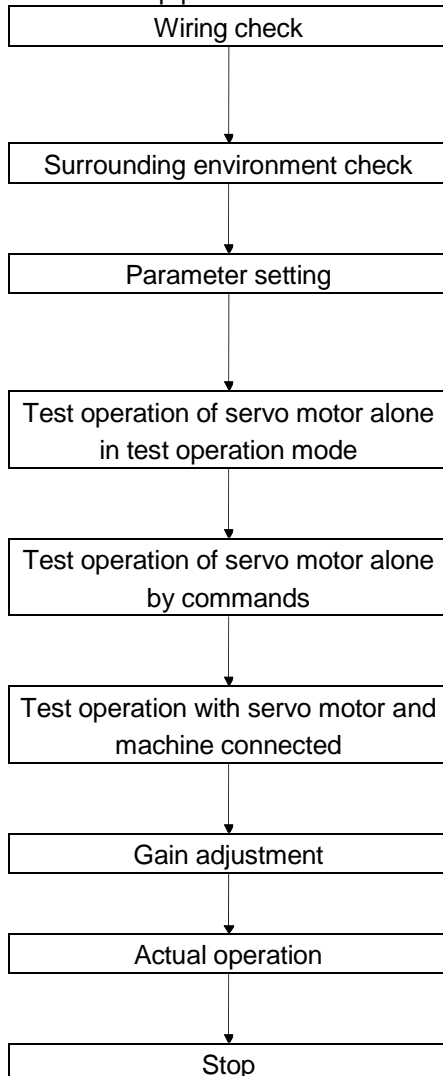 Wiring check
Surrounding environment check
Parameter setting
Test operation of servo motor alone
in test operation mode
Test operation of servo motor alone
by commands
Test operation with servo motor and
machine connected
Gain adjustment
Actual operation
Stop